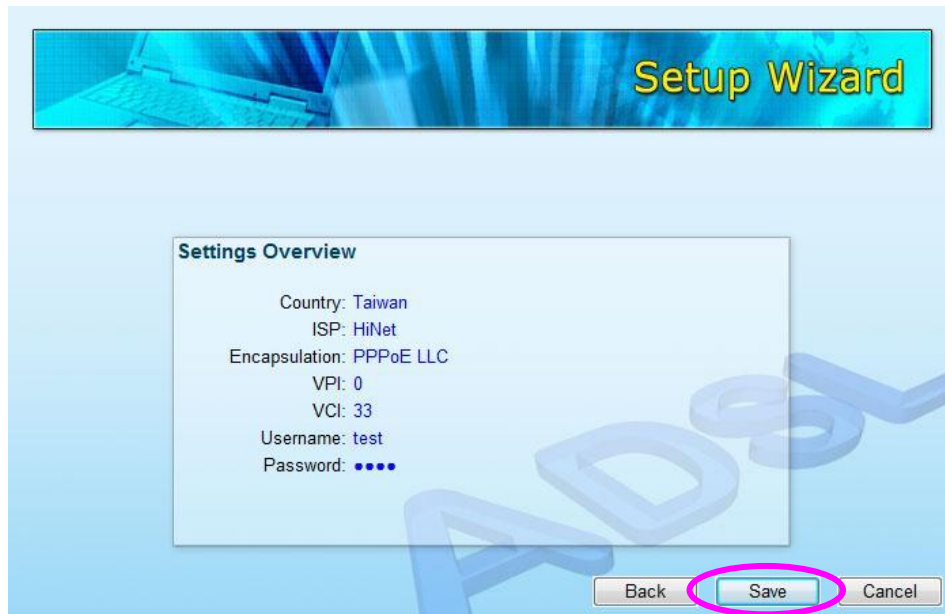 Setup Wizard
Settings Overview
Country: Taiwan
ISP: HiNet
Encapsulation: PPPoE LLC
VPI: 0
VCI: 33
Username: test
Password: ●●●●
ADSL
Back Save Cancel